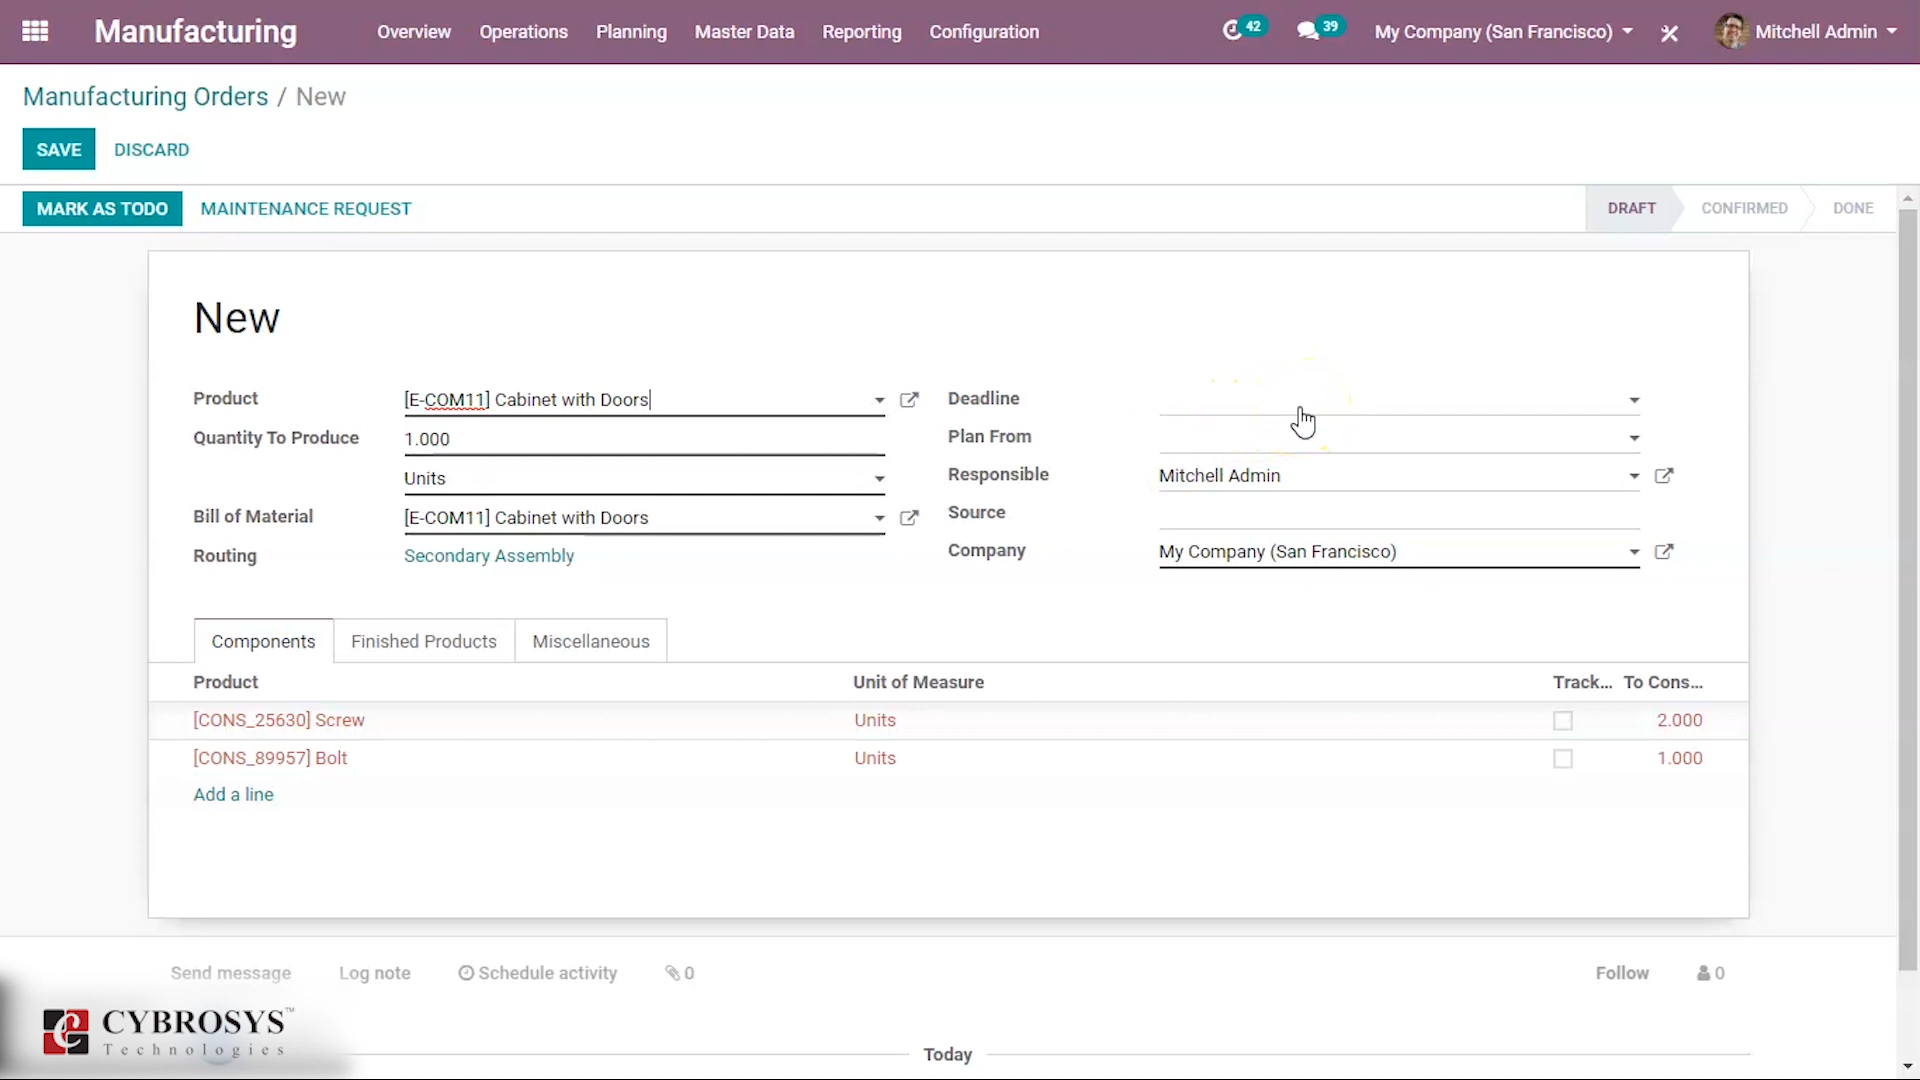 Manufacturing Overview Operations Planning Master Data Reporting Configuration 42 39 My Company (San Francisco) Mitchell Admin
Manufacturing Orders / New
SAVE DISCARD
MARK AS TODO MAINTENANCE REQUEST DRAFT CONFIRMED DONE
New
Product [E-COM11] Cabinet with Doors Deadline
Quantity To Produce 1.000 Plan From
Units Responsible Mitchell Admin
Bill of Material [E-COM11] Cabinet with Doors Source
Routing Secondary Assembly Company My Company (San Francisco)
Components Finished Products Miscellaneous
Product Unit of Measure Track... To Cons...
[CONS_25630] Screw Units 2.000
[CONS_89957] Bolt Units 1.000
Add a line
Send message Log note Schedule activity 0 Follow 0
CYBROSYS™
Technologies
Today